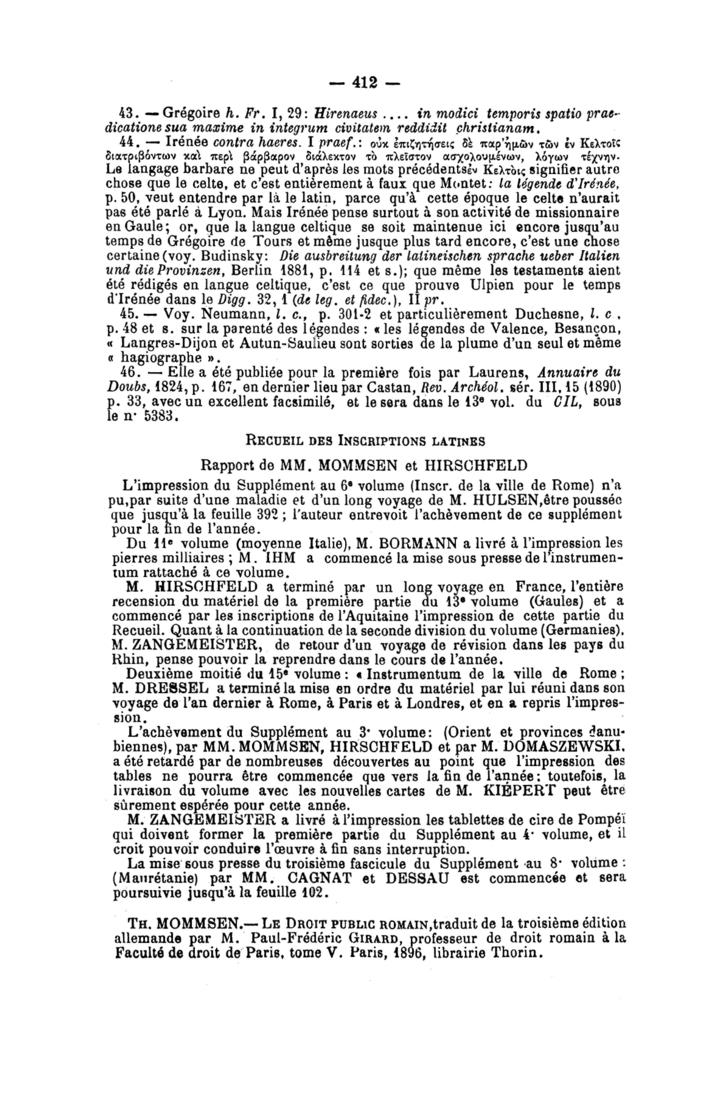 — 412 —
43. — Grégoire h. Fr. I, 29: Hirenaeus .... in modici temporis spatio prae-
dicatione sua maxime in integrum civitatem reddidit christianam.
44. — Irénée contra haeres. I praef.: οὐκ ἐπιζητήσεις δὲ παρ'ἡμῶν τῶν ἐν Κελτοῖς
διατριβόντων καὶ περὶ βάρβαρον διάλεκτον τὸ πλεῖστον ασχολουμένων, λόγων τέχνην.
Le langage barbare ne peut d'après les mots précédentsἐν Κελτὸις signifier autre
chose que le celte, et c'est entièrement à faux que Montet: la légende d'Irénée,
p. 50, veut entendre par là le latin, parce qu'à cette époque le celte n'aurait
pas été parlé à Lyon. Mais Irénée pense surtout à son activité de missionnaire
en Gaule; or, que la langue celtique se soit maintenue ici encore jusqu'au
temps de Grégoire de Tours et même jusque plus tard encore, c'est une chose
certaine (voy. Budinsky: Die ausbreitung der latineischen sprache ueber Italien
und die Provinzen, Berlin 1881, p. 114 et s.); que même les testaments aient
été rédigés en langue celtique, c'est ce que prouve Ulpien pour le temps
d'Irénée dans le Digg. 32, 1 (de leg. et fidec.), II pr.
45. — Voy. Neumann, l. c., p. 301-2 et particulièrement Duchesne, l. c .
p. 48 et s. sur la parenté des légendes : « les légendes de Valence, Besançon,
« Langres-Dijon et Autun-Saulieu sont sorties de la plume d'un seul et même
« hagiographe ».
46. — Elle a été publiée pour la première fois par Laurens, Annuaire du
Doubs, 1824, p. 167, en dernier lieu par Castan, Rev. Archéol. sér. III, 15 (1890)
p. 33, avec un excellent facsimilé, et le sera dans le 13e vol. du CIL, sous
le n· 5383.
RECUEIL DES INSCRIPTIONS LATINES
Rapport de MM. MOMMSEN et HIRSCHFELD
L'impression du Supplément au 6e volume (Inscr. de la ville de Rome) n'a
pu,par suite d'une maladie et d'un long voyage de M. HULSEN,être poussée
que jusqu'à la feuille 392 ; l'auteur entrevoit l'achèvement de ce supplément
pour la fin de l'année.
Du 11e volume (moyenne Italie), M. BORMANN a livré à l'impression les
pierres milliaires ; M. IHM a commencé la mise sous presse de l'instrumen-
tum rattaché à ce volume.
M. HIRSCHFELD a terminé par un long voyage en France, l'entière
recension du matériel de la première partie du 13e volume (Gaules) et a
commencé par les inscriptions de l'Aquitaine l'impression de cette partie du
Recueil. Quant à la continuation de la seconde division du volume (Germanies),
M. ZANGEMEISTER, de retour d'un voyage de révision dans les pays du
Rhin, pense pouvoir la reprendre dans le cours de l'année.
Deuxième moitié du 15e volume : « Instrumentum de la ville de Rome ;
M. DRESSEL a terminé la mise en ordre du matériel par lui réuni dans son
voyage de l'an dernier à Rome, à Paris et à Londres, et en a repris l'impres-
sion.
L'achèvement du Supplément au 3· volume: (Orient et provinces danu-
biennes), par MM. MOMMSEN, HIRSCHFELD et par M. DOMASZEWSKI.
a été retardé par de nombreuses découvertes au point que l'impression des
tables ne pourra être commencée que vers la fin de l'année; toutefois, la
livraison du volume avec les nouvelles cartes de M. KIÉPERT peut être
sûrement espérée pour cette année.
M. ZANGEMEISTER a livré à l'impression les tablettes de cire de Pompéï
qui doivent former la première partie du Supplément au 4· volume, et il
croit pouvoir conduire l'œuvre à fin sans interruption.
La mise sous presse du troisième fascicule du Supplément au 8· volume :
(Maurétanie) par MM. CAGNAT et DESSAU est commencée et sera
poursuivie jusqu'à la feuille 102.
TH. MOMMSEN.— LE DROIT PUBLIC ROMAIN,traduit de la troisième édition
allemande par M. Paul-Frédéric GIRARD, professeur de droit romain à la
Faculté de droit de Paris, tome V. Paris, 1896, librairie Thorin.